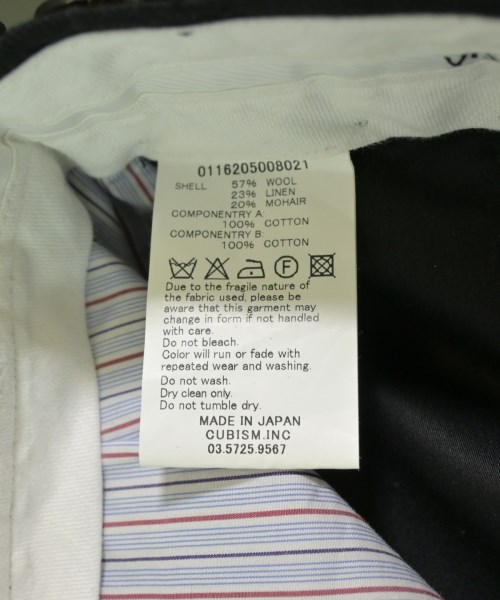 0116205008021
SHELL 57% WOOL
23% LINEN
20% MOHAIR
COMPONENTRY A:
100% COTTON
COMPONENTRY B:
100% COTTON
F
Due to the fragile nature of
the fabric used, please be
aware that this garment may
change in form if not handled
with care.
Do not bleach.
Color will run or fade with
repeated wear and washing.
Do not wash.
Dry clean only.
Do not tumble dry.
MADE IN JAPAN
CUBISM.INC
03.5725.9567